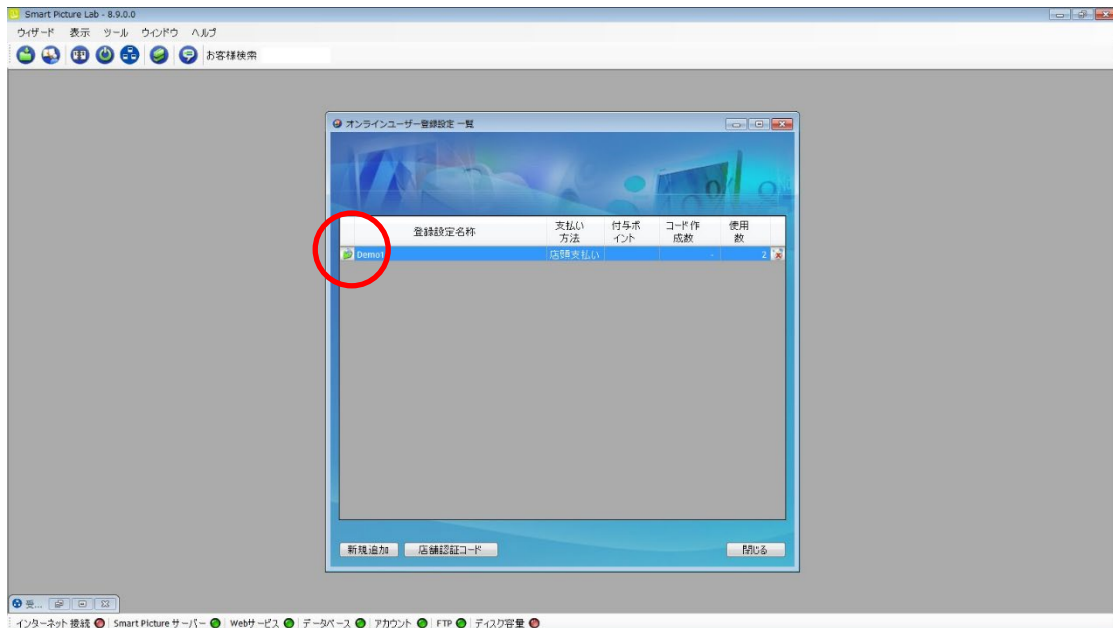 Smart Picture Lab - 8.9.0.0
ウィザード 表示 ツール ウィンドウ ヘルプ
お客様検索
オンラインユーザー登録設定 一覧
登録設定名称 支払い方法 付与ポイント コード作成数 使用数
Demo1 店頭支払い - 2
新規追加 店舗認証コード 閉じる
受...
インターネット 接続 Smart Picture サーバー Webサービス データベース アカウント FTP ディスク容量